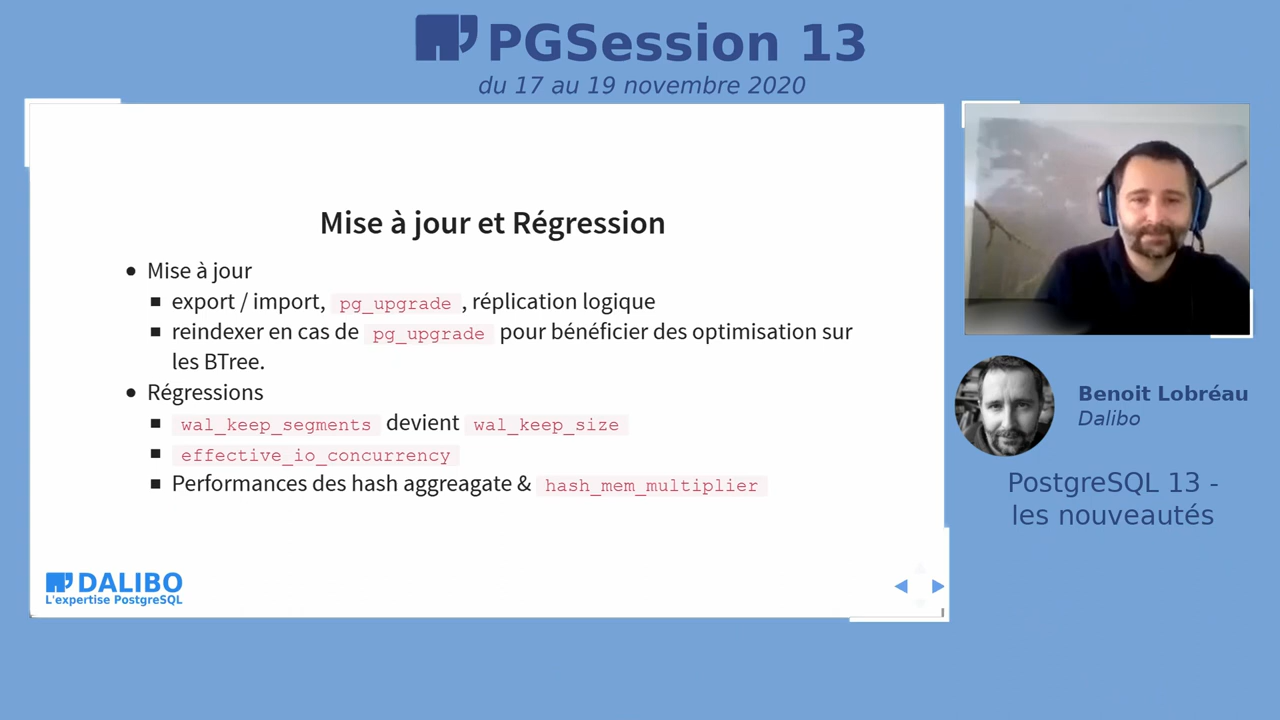 PGSession 13
du 17 au 19 novembre 2020
Mise à jour et Régression
Mise à jour
export / import, pg_upgrade , réplication logique
reindexer en cas de pg_upgrade pour bénéficier des optimisation sur
les BTree.
Régressions
wal_keep_segments devient wal_keep_size
effective_io_concurrency
Performances des hash aggreagate & hash_mem_multiplier
DALIBO
L'expertise PostgreSQL
Benoit Lobréau
Dalibo
PostgreSQL 13 -
les nouveautés